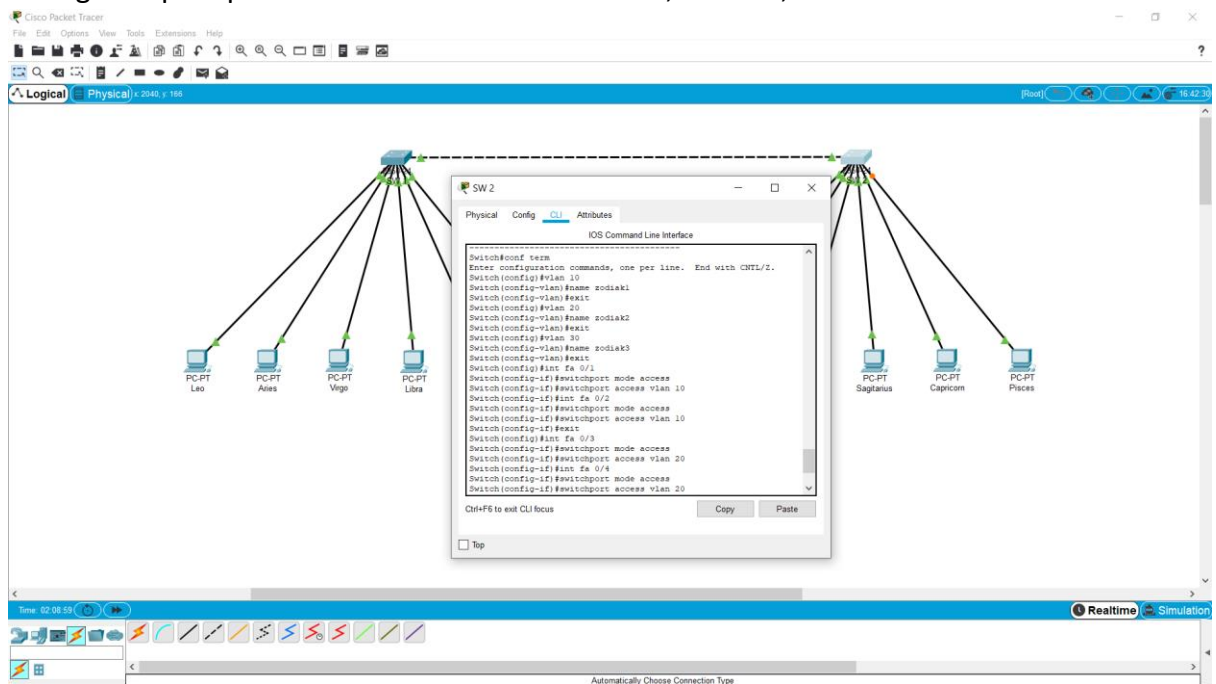 Cisco Packet Tracer
File Edit Options View Tools Extensions Help
?
Logical Physical x: 2040, y: 166
[Root] 16:42:30
SW 2
Physical Config CLI Attributes
IOS Command Line Interface
Switch#conf term
Enter configuration commands, one per line. End with CNTL/Z.
Switch(config)#vlan 10
Switch(config-vlan)#name zodiak1
Switch(config-vlan)#exit
Switch(config)#vlan 20
Switch(config-vlan)#name zodiak2
Switch(config-vlan)#exit
Switch(config)#vlan 30
Switch(config-vlan)#name zodiak3
Switch(config-vlan)#exit
Switch(config)#int fa 0/1
Switch(config-if)#switchport mode access
Switch(config-if)#switchport access vlan 10
Switch(config-if)#int fa 0/2
Switch(config-if)#switchport mode access
Switch(config-if)#switchport access vlan 10
Switch(config-if)#exit
Switch(config)#int fa 0/3
Switch(config-if)#switchport mode access
Switch(config-if)#switchport access vlan 20
Switch(config-if)#int fa 0/4
Switch(config-if)#switchport mode access
Switch(config-if)#switchport access vlan 20
Ctrl+F6 to exit CLI focus
Copy Paste
Top
PC-PT
Leo
PC-PT
Aries
PC-PT
Virgo
PC-PT
Libra
PC-PT
Sagitarius
PC-PT
Capricorn
PC-PT
Pisces
Time: 02:08:59
Realtime Simulation
Automatically Choose Connection Type